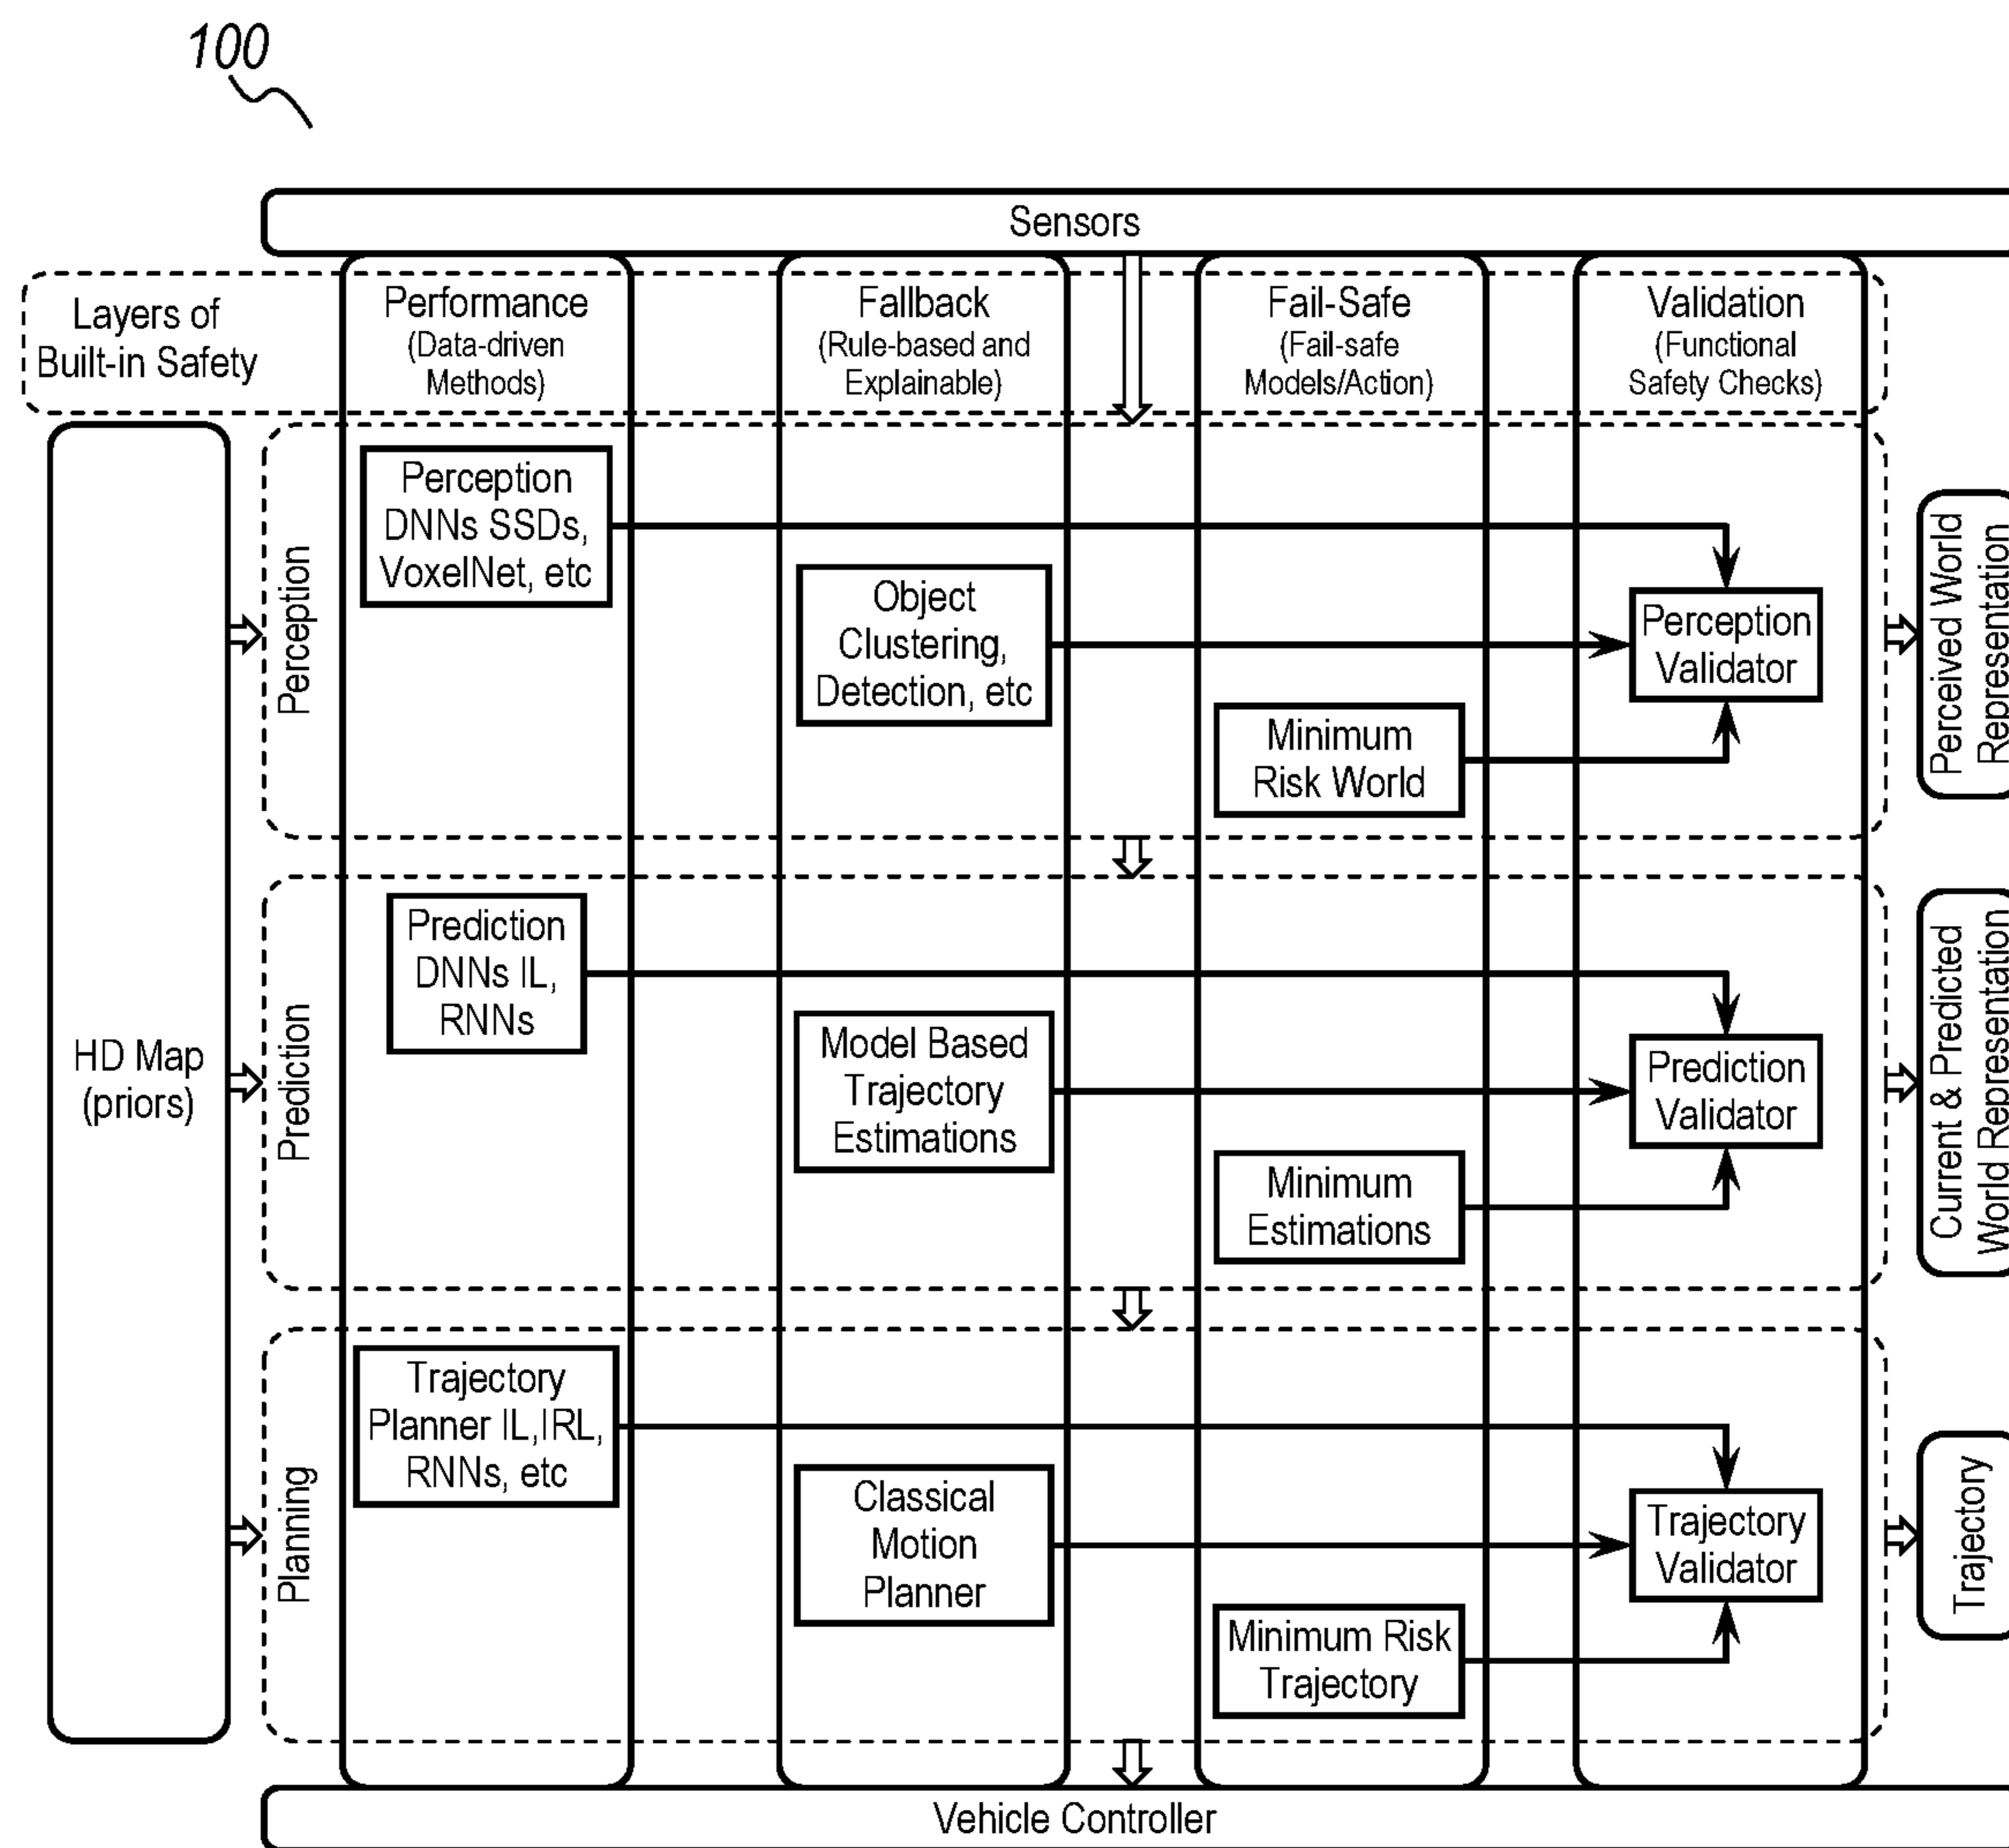 100
Sensors
Layers of
Built-in Safety
Performance
(Data-driven
Methods)
Fallback
(Rule-based and
Explainable)
Fail-Safe
(Fail-safe
Models/Action)
Validation
(Functional
Safety Checks)
HD Map
(priors)
Perception
Perception
DNNs SSDs,
VoxelNet, etc
Object
Clustering,
Detection, etc
Minimum
Risk World
Perception
Validator
Perceived World
Representation
Prediction
Prediction
DNNs IL,
RNNs
Model Based
Trajectory
Estimations
Minimum
Estimations
Prediction
Validator
Current & Predicted
World Representation
Planning
Trajectory
Planner IL,IRL,
RNNs, etc
Classical
Motion
Planner
Minimum Risk
Trajectory
Trajectory
Validator
Trajectory
Vehicle Controller